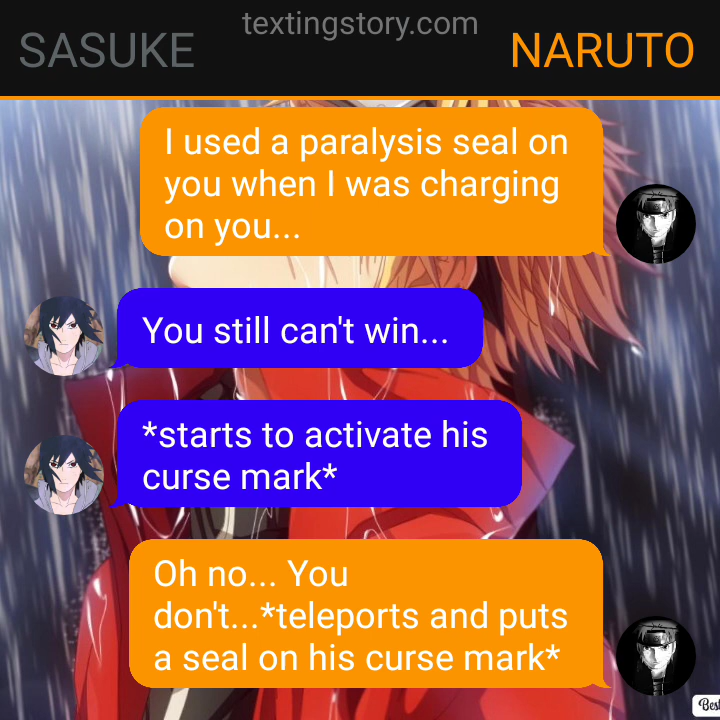 textingstory.com
SASUKE
NARUTO
I used a paralysis seal on
you when I was charging
on you...
You still can't win...
*starts to activate his
curse mark*
Oh no... You
don't...*teleports and puts
a seal on his curse mark*